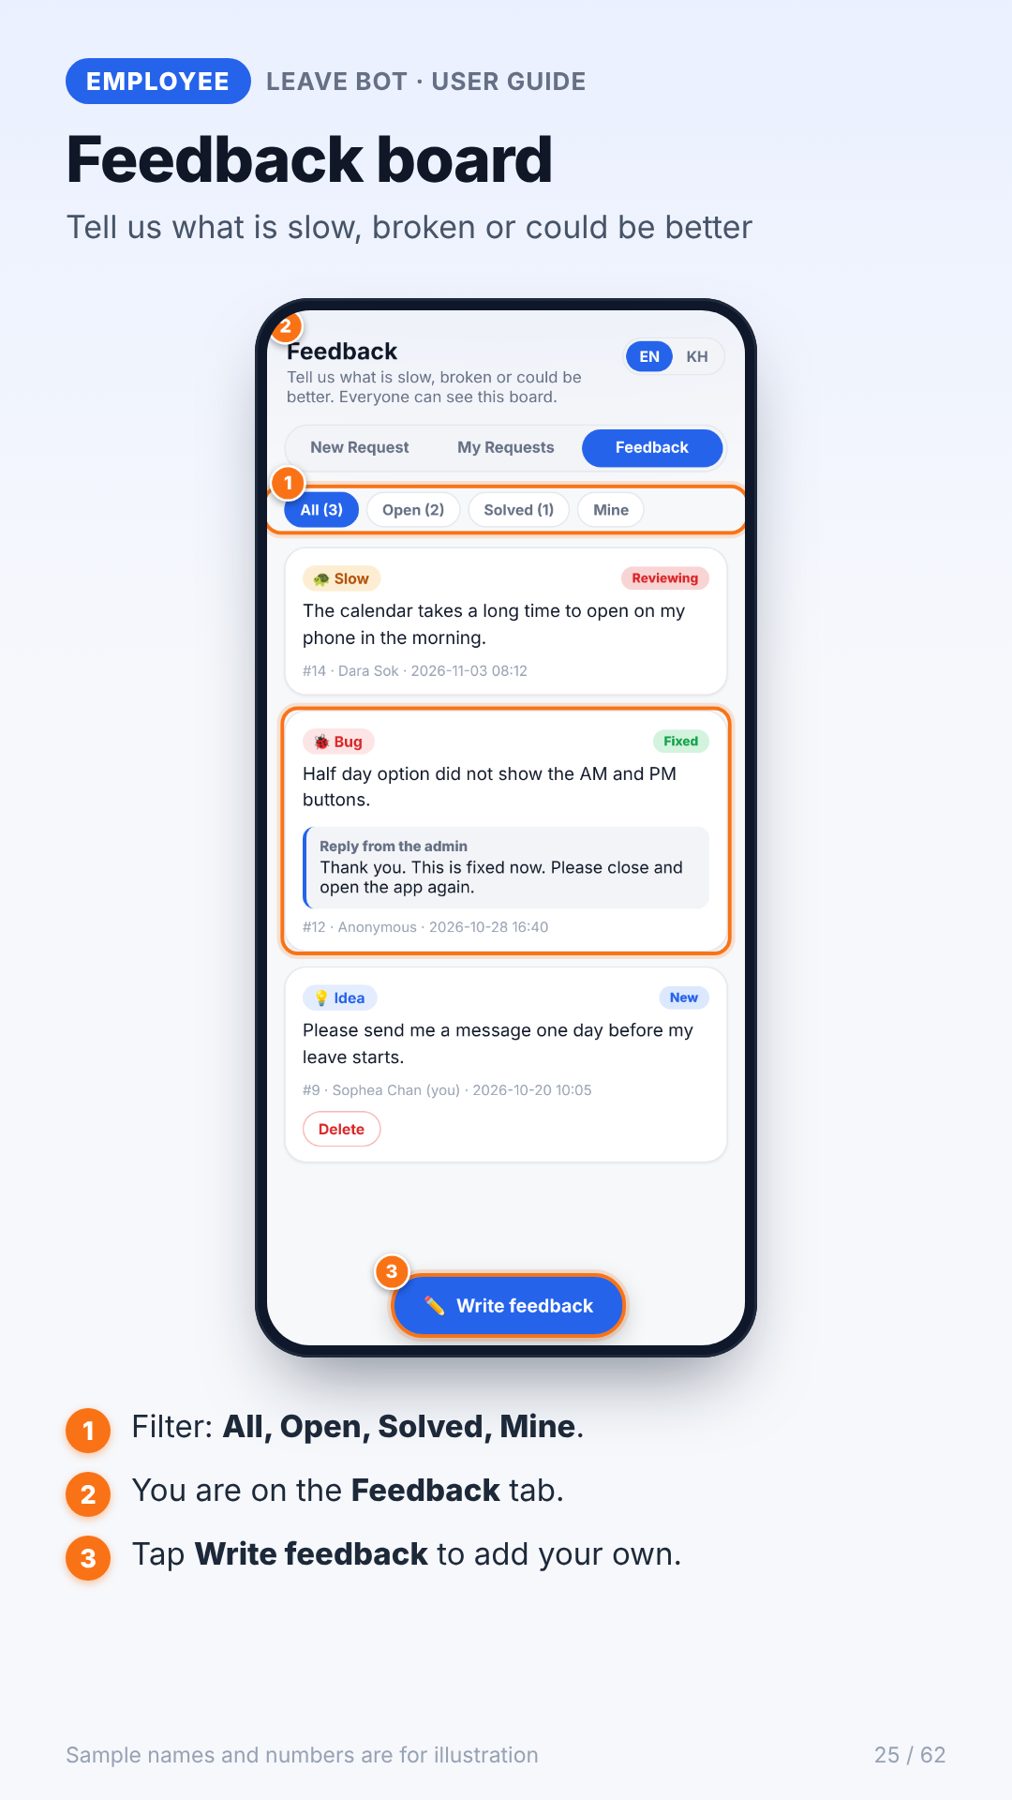 EMPLOYEE LEAVE BOT · USER GUIDE
Feedback board
Tell us what is slow, broken or could be better
2
Feedback
EN KH
Tell us what is slow, broken or could be
better. Everyone can see this board.
New Request My Requests Feedback
1
All (3) Open (2) Solved (1) Mine
🐢 Slow Reviewing
The calendar takes a long time to open on my
phone in the morning.
#14 · Dara Sok · 2026-11-03 08:12
🐞 Bug Fixed
Half day option did not show the AM and PM
buttons.
Reply from the admin
Thank you. This is fixed now. Please close and
open the app again.
#12 · Anonymous · 2026-10-28 16:40
💡 Idea New
Please send me a message one day before my
leave starts.
#9 · Sophea Chan (you) · 2026-10-20 10:05
Delete
3
✏️ Write feedback
1 Filter: All, Open, Solved, Mine.
2 You are on the Feedback tab.
3 Tap Write feedback to add your own.
Sample names and numbers are for illustration 25 / 62